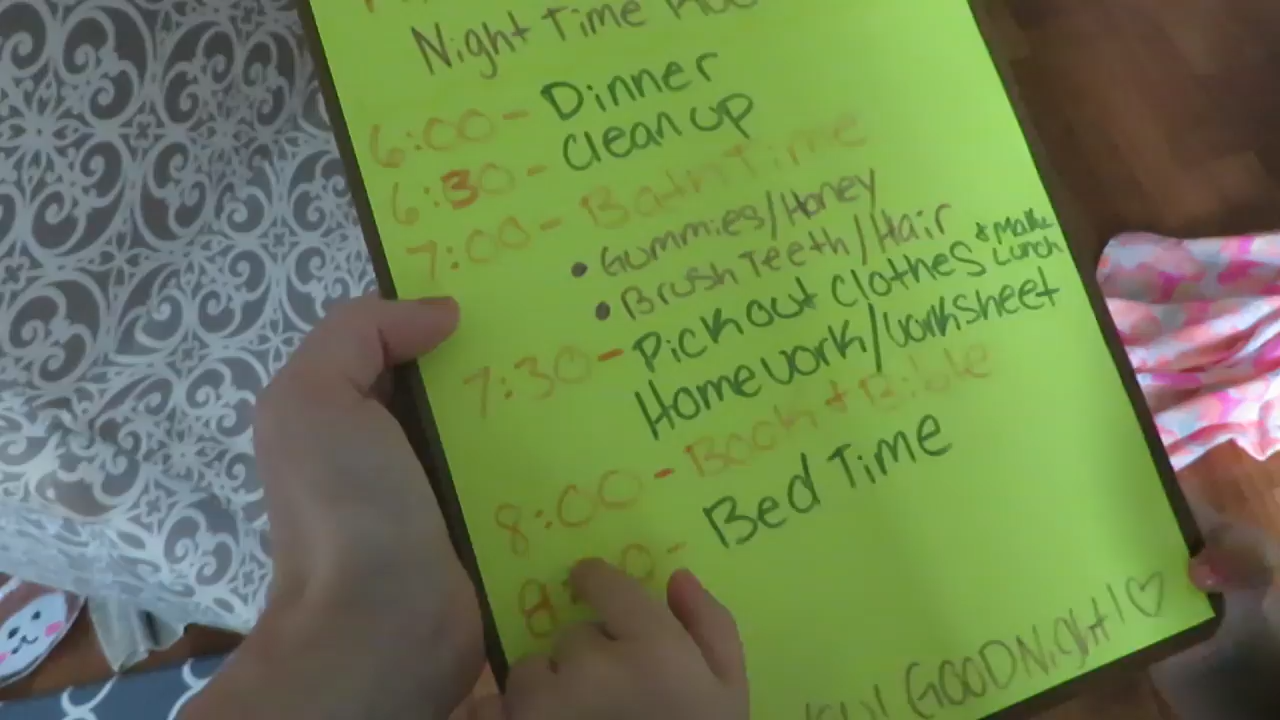 Night Time
6:00 - Dinner
6:30 - Clean up
7:00 - Bath Time
• Gummies/Honey
• Brush Teeth/Hair
7:30 - Pick out Clothes & Make Lunch
Homework/Worksheet
8:00 - Book + Bible
Bed Time
GOODNight! ♡